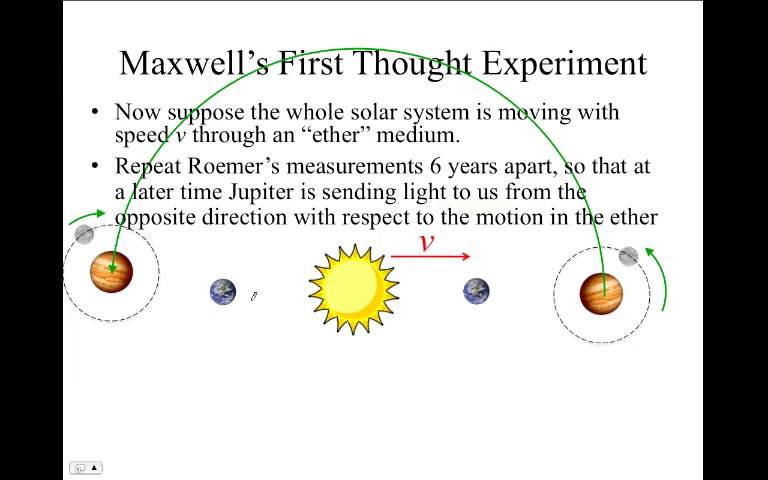 Maxwell’s First Thought Experiment
• Now suppose the whole solar system is moving with
speed v through an “ether” medium.
• Repeat Roemer’s measurements 6 years apart, so that at
a later time Jupiter is sending light to us from the
opposite direction with respect to the motion in the ether
v